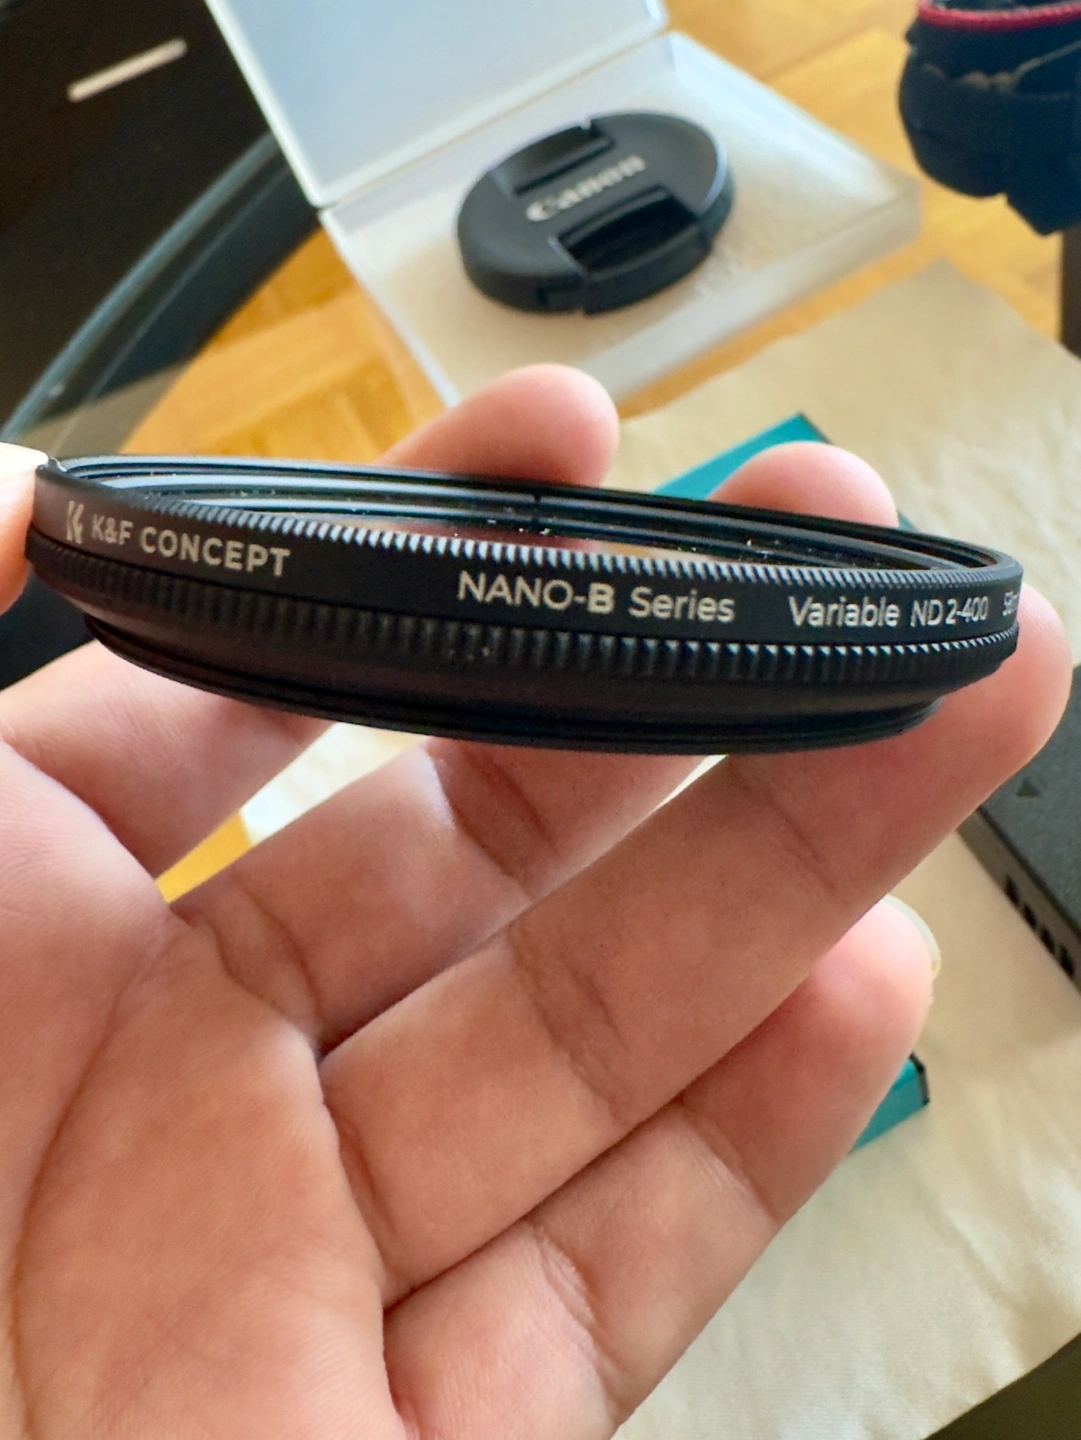 Canon
K&F CONCEPT NANO-B Series Variable ND2-400